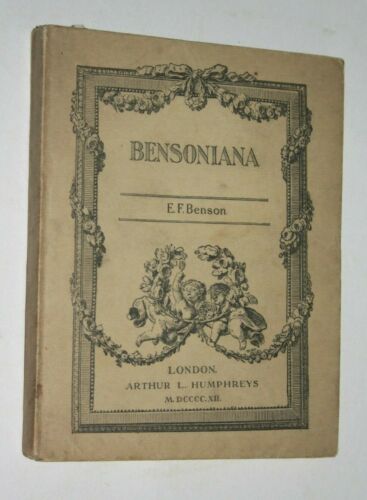 BENSONIANA
E.F. Benson
LONDON.
ARTHUR L. HUMPHREYS
M.DCCCC.XII.